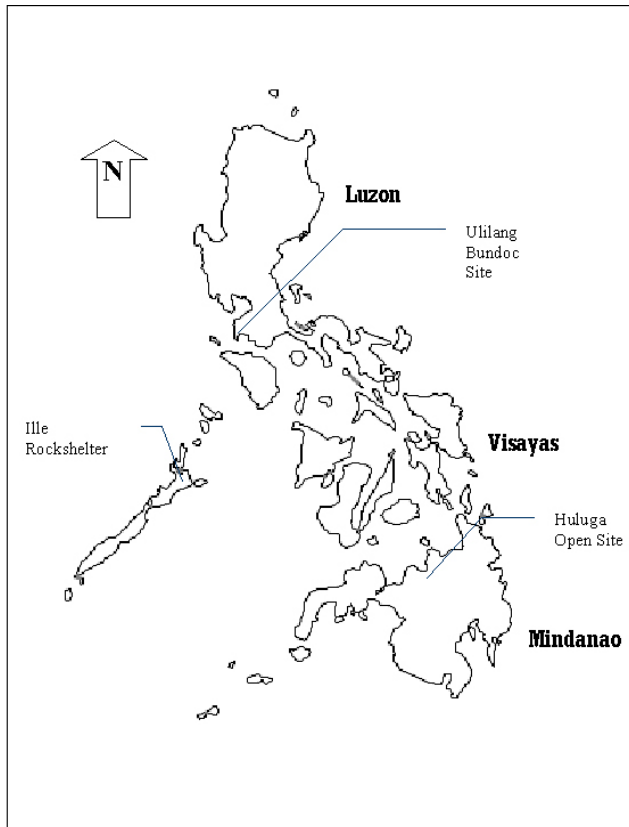 N
Luzon
Ulilang
Bundoc
Site
Ille
Rockshelter
Visayas
Huluga
Open Site
Mindanao